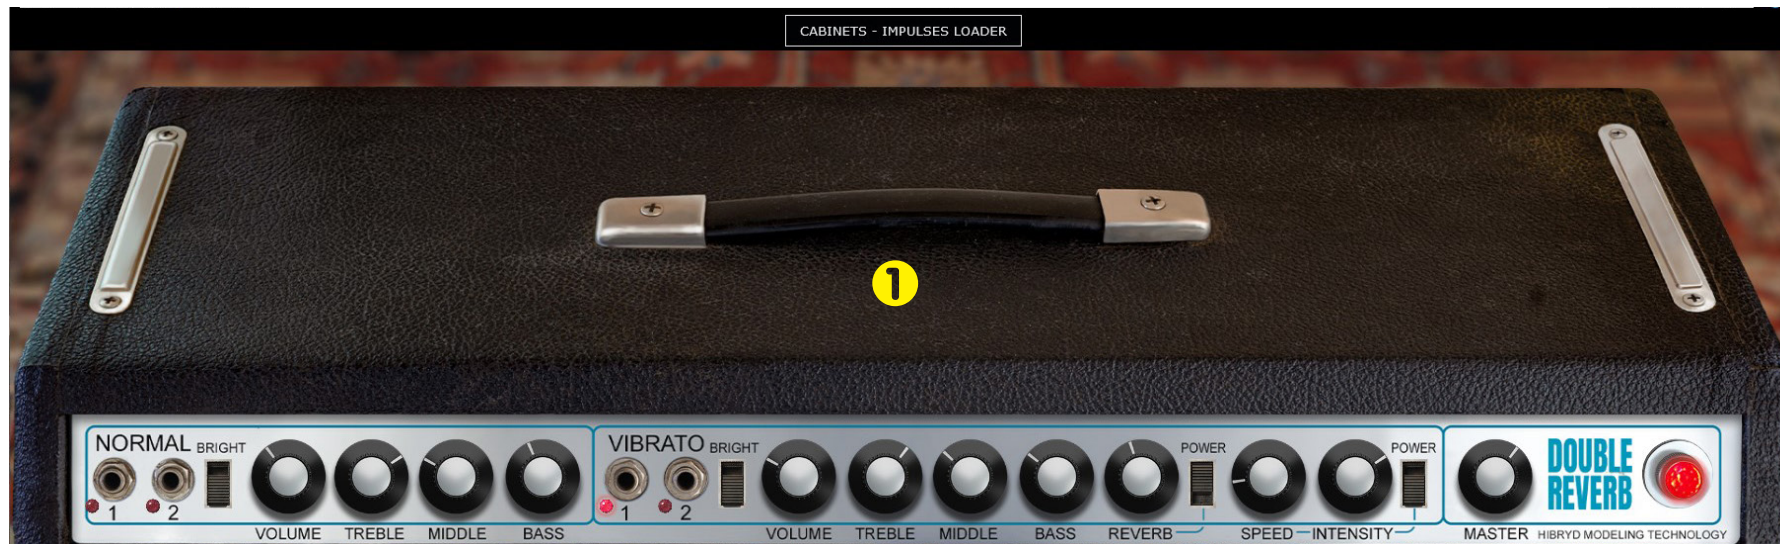 CABINETS - IMPULSES LOADER
1
NORMAL BRIGHT
1 2
VOLUME TREBLE MIDDLE BASS
VIBRATO BRIGHT
1 2
POWER POWER
VOLUME TREBLE MIDDLE BASS REVERB SPEED INTENSITY
MASTER
DOUBLE
REVERB
HIBRYD MODELING TECHNOLOGY